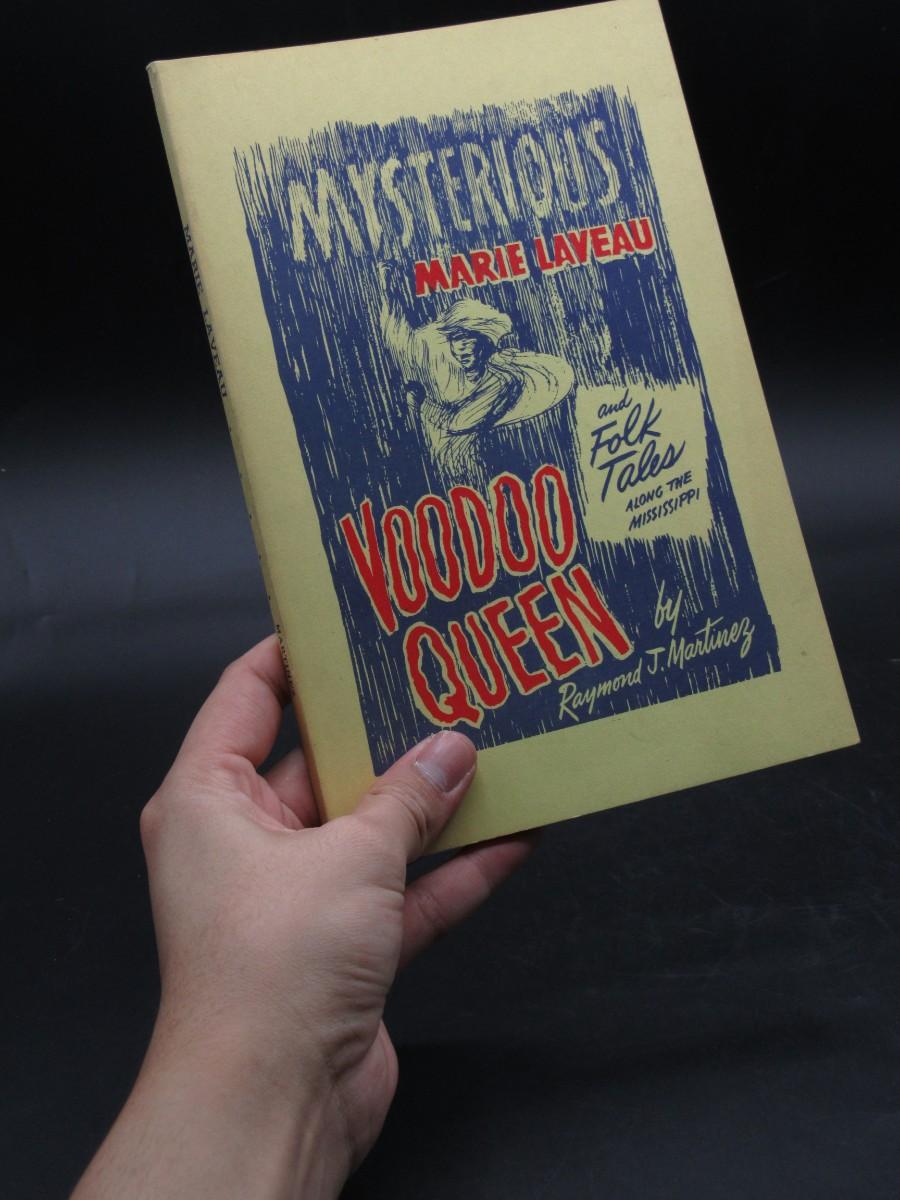 MYSTERIOUS
MARIE LAVEAU
and
Folk
Tales
ALONG THE
MISSISSIPPI
VOODOO
QUEEN
by
Raymond J. Martinez
MARIE LAVEAU